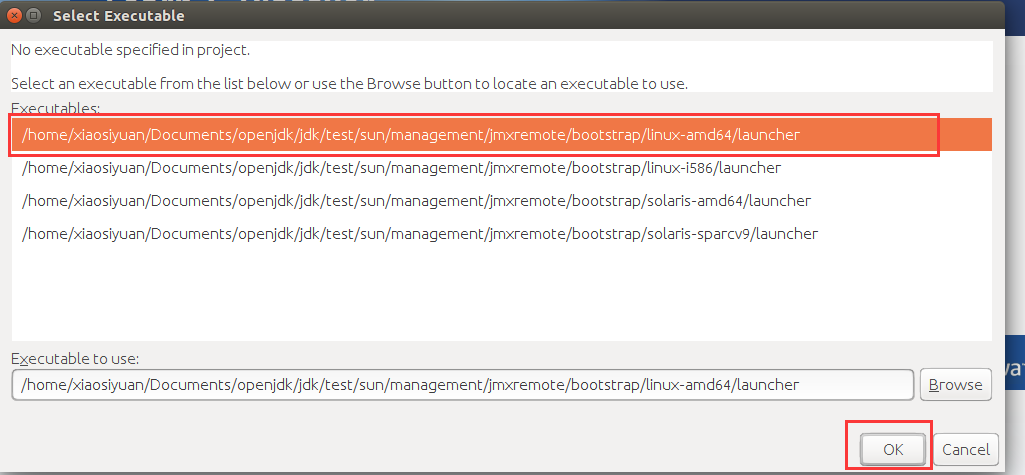 Select Executable
No executable specified in project.
Select an executable from the list below or use the Browse button to locate an executable to use.
Executables:
/home/xiaosiyuan/Documents/openjdk/jdk/test/sun/management/jmxremote/bootstrap/linux-amd64/launcher
/home/xiaosiyuan/Documents/openjdk/jdk/test/sun/management/jmxremote/bootstrap/linux-i586/launcher
/home/xiaosiyuan/Documents/openjdk/jdk/test/sun/management/jmxremote/bootstrap/solaris-amd64/launcher
/home/xiaosiyuan/Documents/openjdk/jdk/test/sun/management/jmxremote/bootstrap/solaris-sparcv9/launcher
Executable to use:
/home/xiaosiyuan/Documents/openjdk/jdk/test/sun/management/jmxremote/bootstrap/linux-amd64/launcher
Browse
OK
Cancel